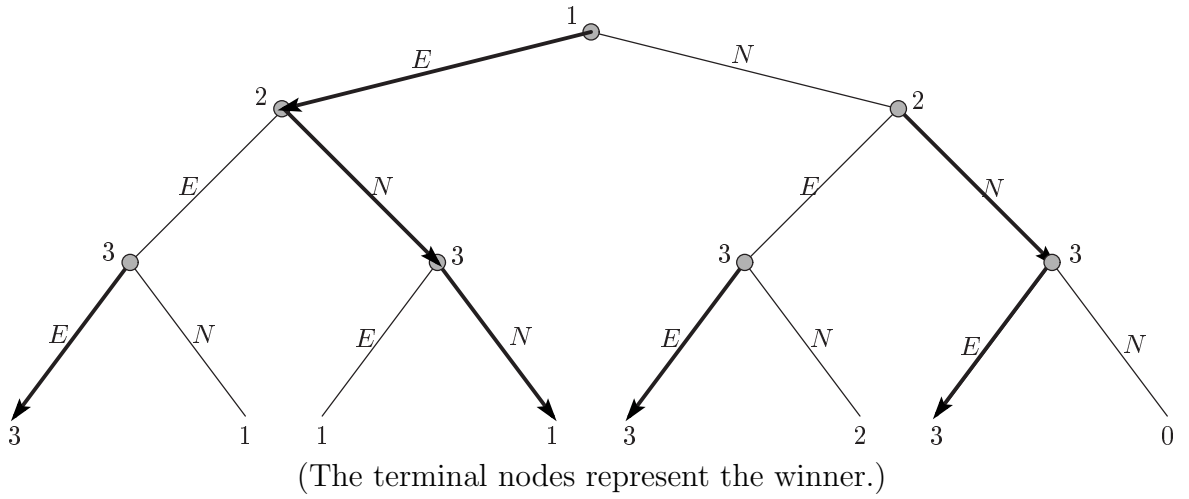 1
E N
2 2
E N E N
3 3 3 3
E N E N E N E N
3 1 1 1 3 2 3 0
(The terminal nodes represent the winner.)